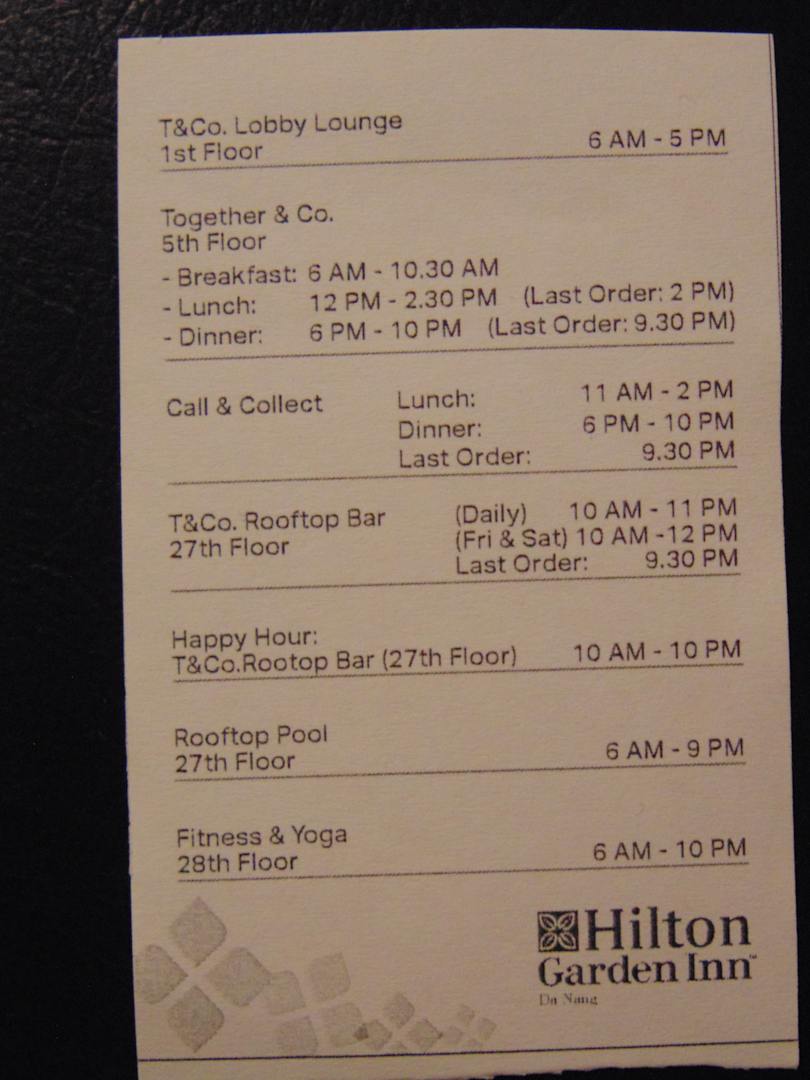 T&Co. Lobby Lounge
1st Floor 6 AM - 5 PM
Together & Co.
5th Floor
- Breakfast: 6 AM - 10.30 AM
- Lunch: 12 PM - 2.30 PM (Last Order: 2 PM)
- Dinner: 6 PM - 10 PM (Last Order: 9.30 PM)
Call & Collect Lunch: 11 AM - 2 PM
Dinner: 6 PM - 10 PM
Last Order: 9.30 PM
T&Co. Rooftop Bar (Daily) 10 AM - 11 PM
27th Floor (Fri & Sat) 10 AM -12 PM
Last Order: 9.30 PM
Happy Hour:
T&Co.Rootop Bar (27th Floor) 10 AM - 10 PM
Rooftop Pool
27th Floor 6 AM - 9 PM
Fitness & Yoga
28th Floor 6 AM - 10 PM
Hilton
Garden Inn™
Da Nang